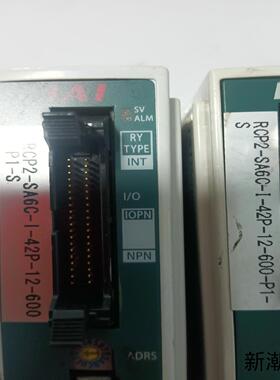 IAI
SV
ALM
RY
TYPE
INT
I/O
IOPN
NPN
ADRS
RCP2-SA6C-I-42P-12-600
P1-S
RCP2-SA6C-I-42P-12-600-P1-
S
新潮